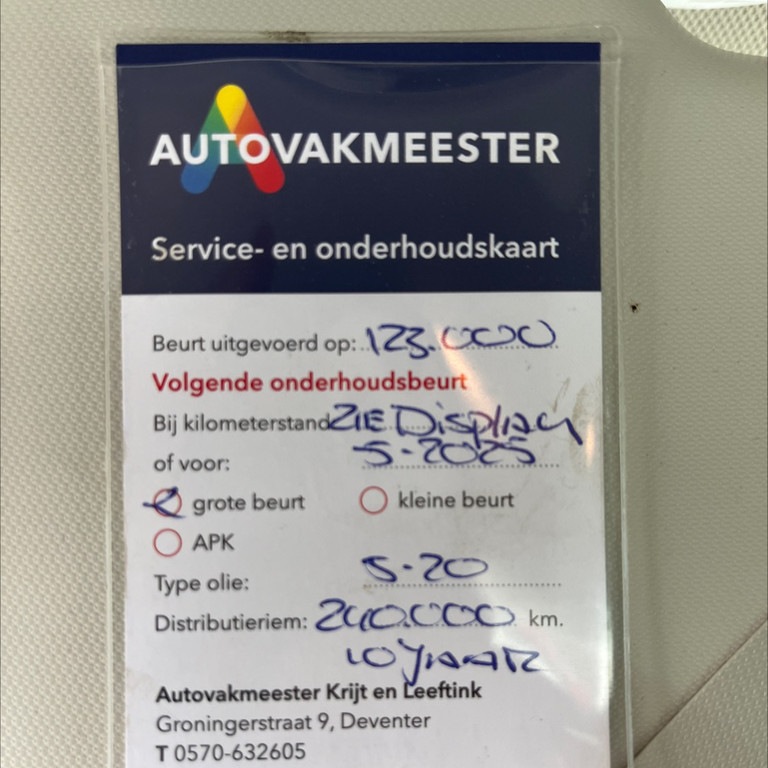 AUTOVAKMEESTER
Service- en onderhoudskaart
Beurt uitgevoerd op: 123.000
Volgende onderhoudsbeurt
Bij kilometerstand ZIE Display
of voor: 5-2025
grote beurt kleine beurt
APK
Type olie: 5-20
Distributieriem: 240.000 km.
10 JAAR
Autovakmeester Krijt en Leeftink
Groningerstraat 9, Deventer
T 0570-632605